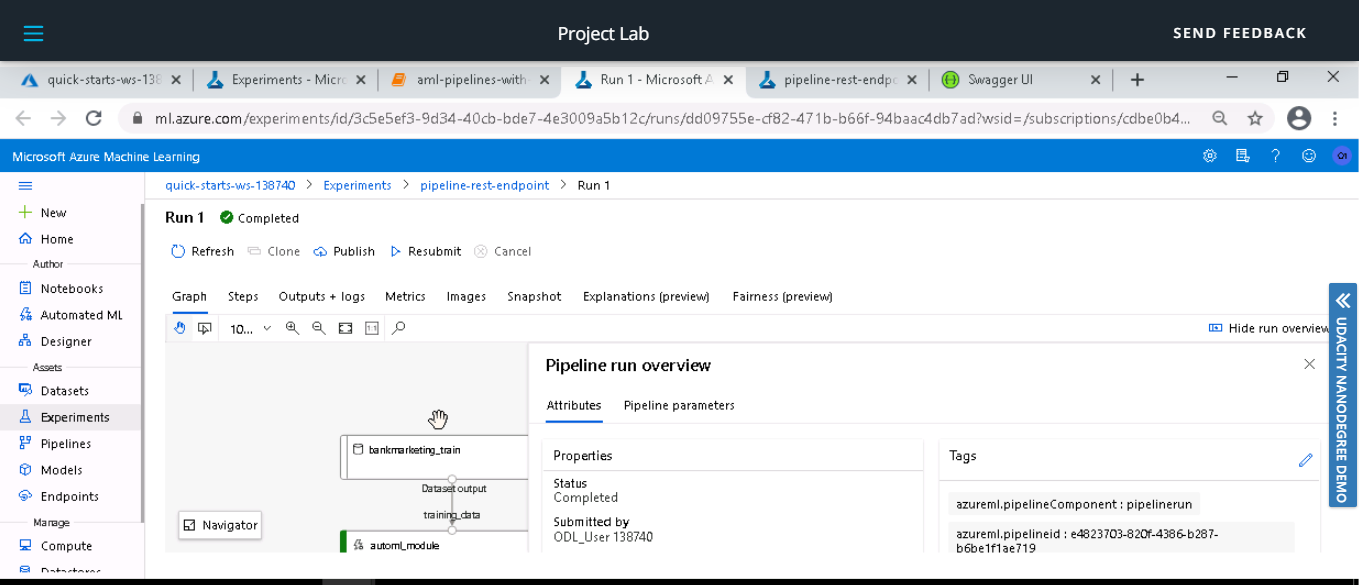 Project Lab
SEND FEEDBACK
quick-starts-ws-138
Experiments - Micro
aml-pipelines-with-
Run 1 - Microsoft A
pipeline-rest-endpo
Swagger UI
ml.azure.com/experiments/id/3c5e5ef3-9d34-40cb-bde7-4e3009a5b12c/runs/dd09755e-cf82-471b-b66f-94baac4db7ad?wsid=/subscriptions/cdbe0b4...
Microsoft Azure Machine Learning
quick-starts-ws-138740 > Experiments > pipeline-rest-endpoint > Run 1
New
Home
Author
Notebooks
Automated ML
Designer
Assets
Datasets
Experiments
Pipelines
Models
Endpoints
Manage
Compute
Datastores
Run 1 Completed
Refresh Clone Publish Resubmit Cancel
Graph Steps Outputs + logs Metrics Images Snapshot Explanations (preview) Fairness (preview)
10... 1:1 Hide run overview
bankmarketing_train
Dataset output
training_data
automl_module
Navigator
Pipeline run overview
Attributes Pipeline parameters
Properties
Status
Completed
Submitted by
ODL_User 138740
Tags
azureml.pipelineComponent : pipelinerun
azureml.pipelineid : e4823703-820f-4386-b287-
b6be1f1ae719
UDACITY NANODEGREE DEMO